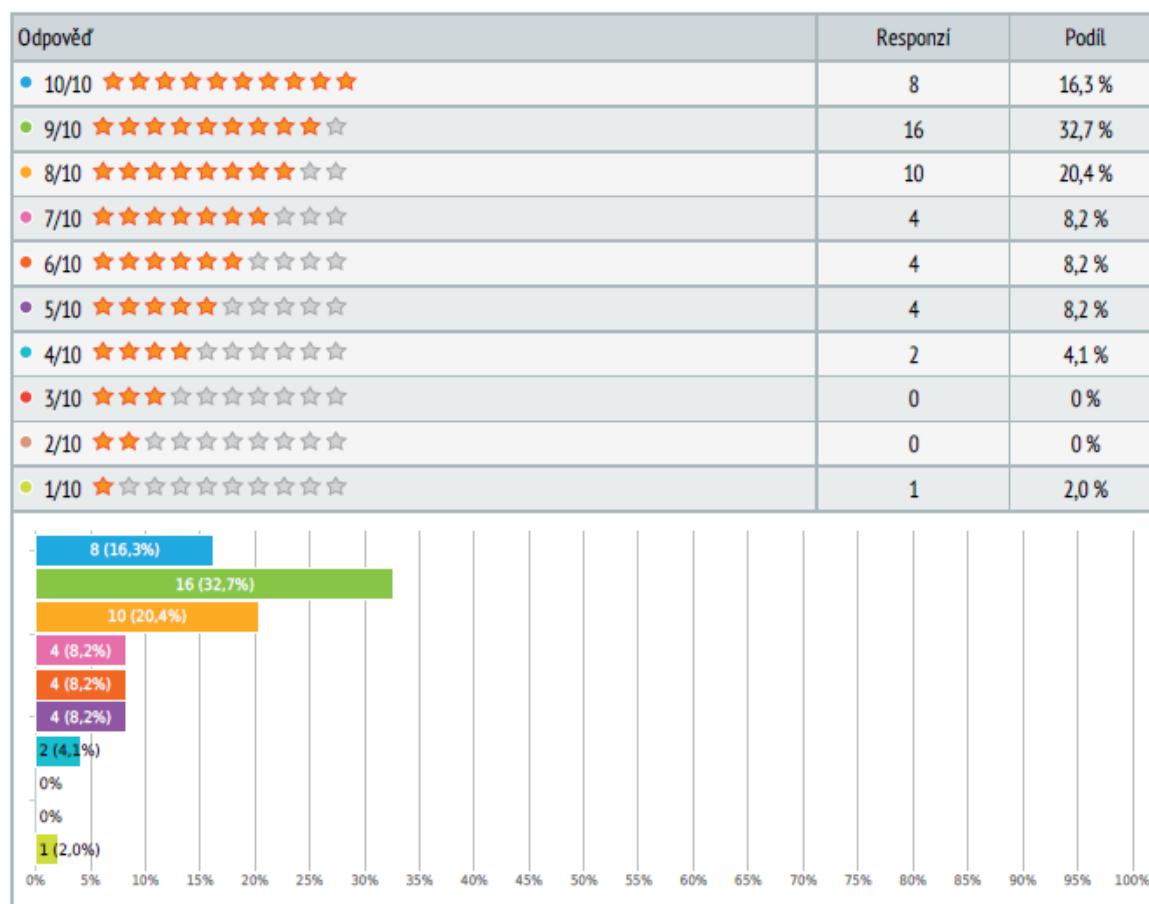 Odpověď Responzí Podíl
10/10 8 16,3 %
9/10 16 32,7 %
8/10 10 20,4 %
7/10 4 8,2 %
6/10 4 8,2 %
5/10 4 8,2 %
4/10 2 4,1 %
3/10 0 0 %
2/10 0 0 %
1/10 1 2,0 %
8 (16,3%)
16 (32,7%)
10 (20,4%)
4 (8,2%)
4 (8,2%)
4 (8,2%)
2 (4,1%)
0%
0%
1 (2,0%)
0% 5% 10% 15% 20% 25% 30% 35% 40% 45% 50% 55% 60% 65% 70% 75% 80% 85% 90% 95% 100%